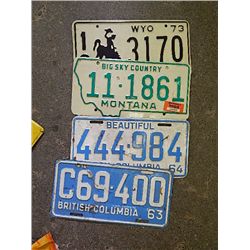 WYO 73
1 3170
BIG SKY COUNTRY
11-1861
MONTANA
BEAUTIFUL
444-984
COLUMBIA 64
C69-400
BRITISH COLUMBIA 63